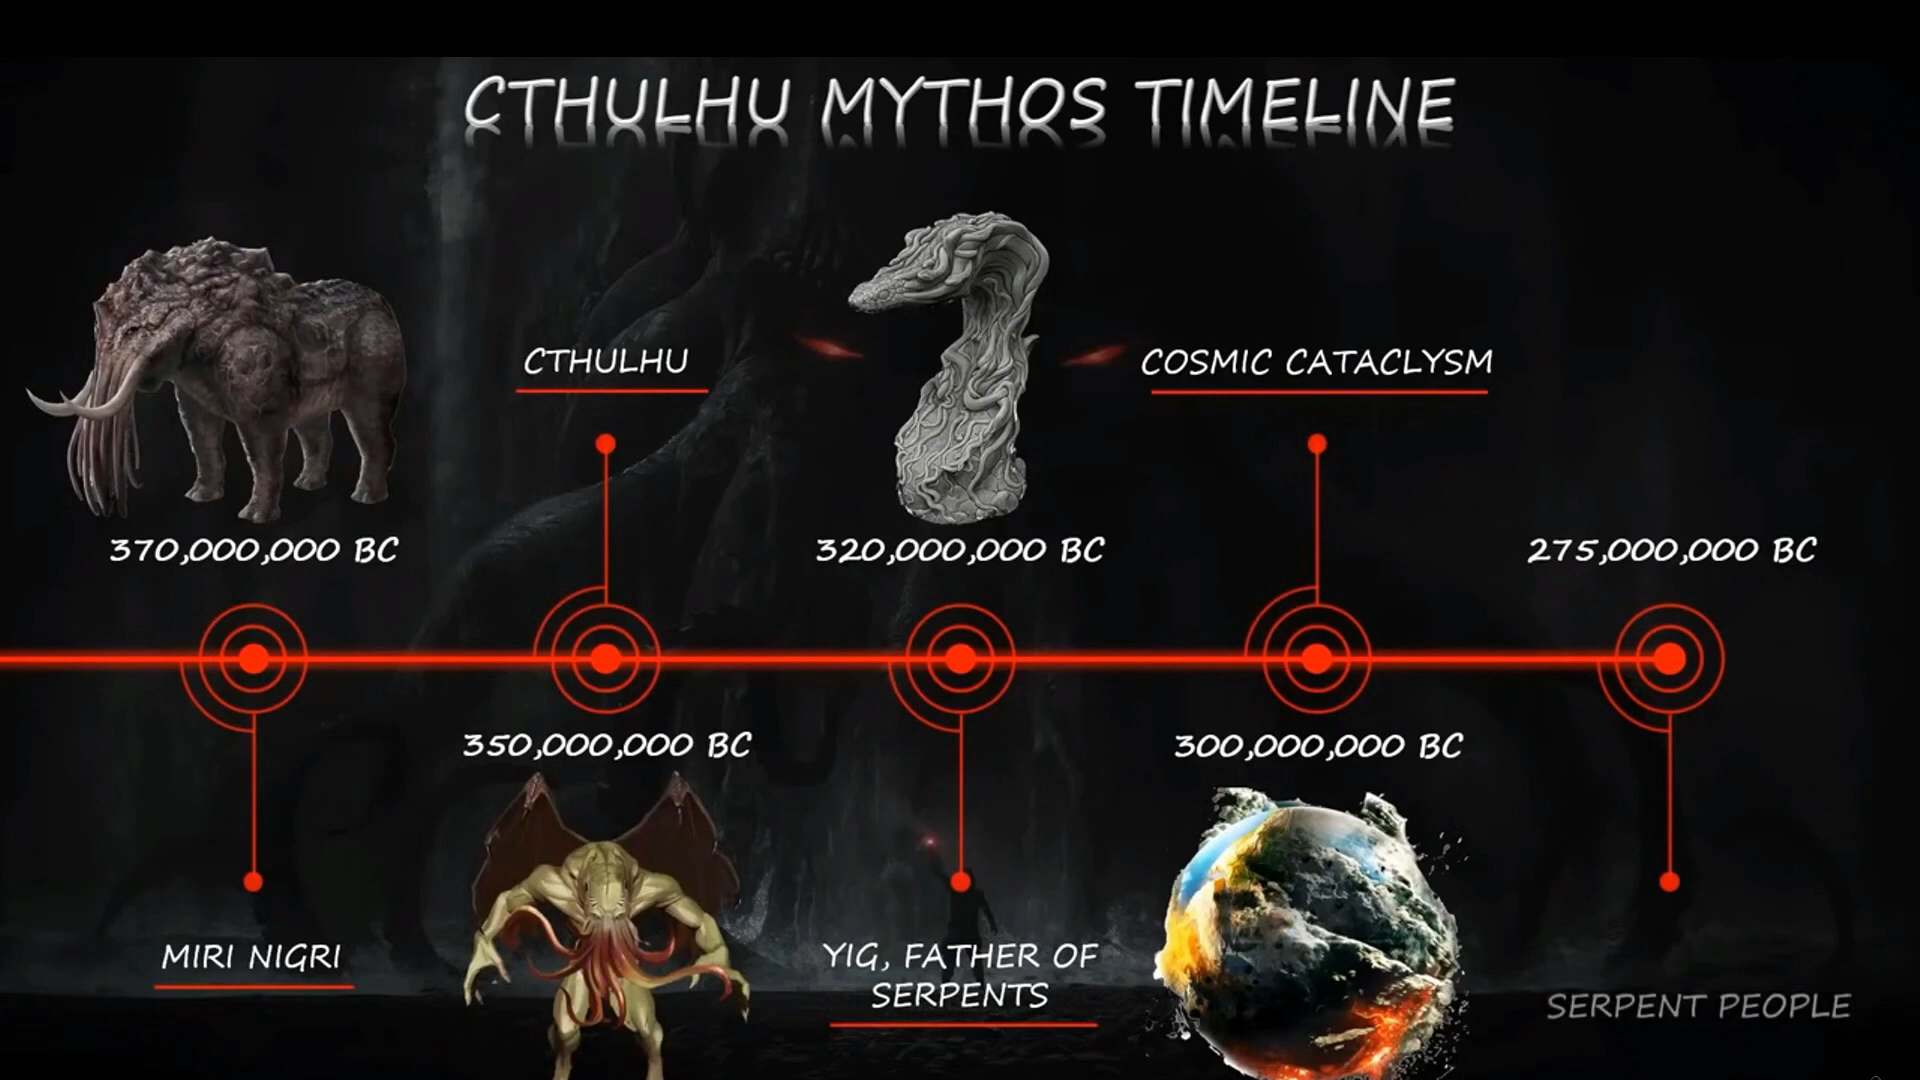 CTHULHU MYTHOS TIMELINE
CTHULHU
COSMIC CATACLYSM
370,000,000 BC
320,000,000 BC
275,000,000 BC
350,000,000 BC
300,000,000 BC
MIRI NIGRI
YIG, FATHER OF
SERPENTS
SERPENT PEOPLE